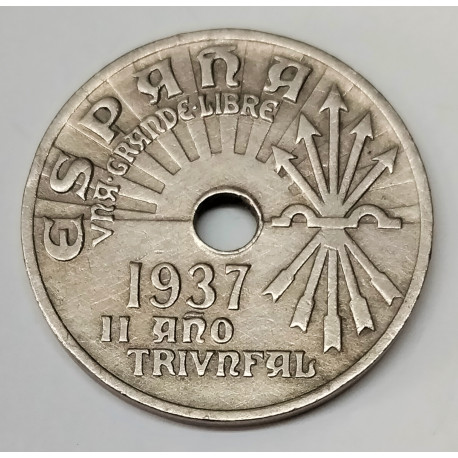 ESPAÑA
VNA·GRANDE·LIBRE
1937
II AÑO
TRIVNFAL